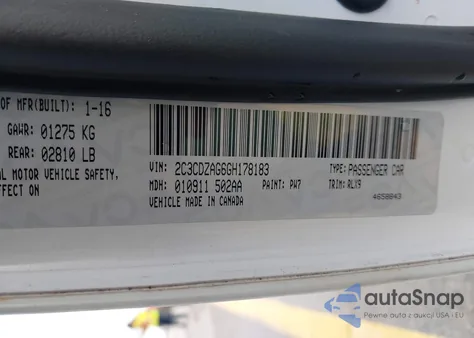 OF MFR(BUILT): 1-16
GAWR: 01275 KG
REAR: 02810 LB
AL MOTOR VEHICLE SAFETY,
EFFECT ON
VIN: 2C3CDZAG6GH178183
TYPE: PASSENGER CAR
MDH: 010911 502AA
PAINT: PW7
TRIM: RLX9
VEHICLE MADE IN CANADA
4658843
autoSnap
Pewne auta z aukcji USA i EU